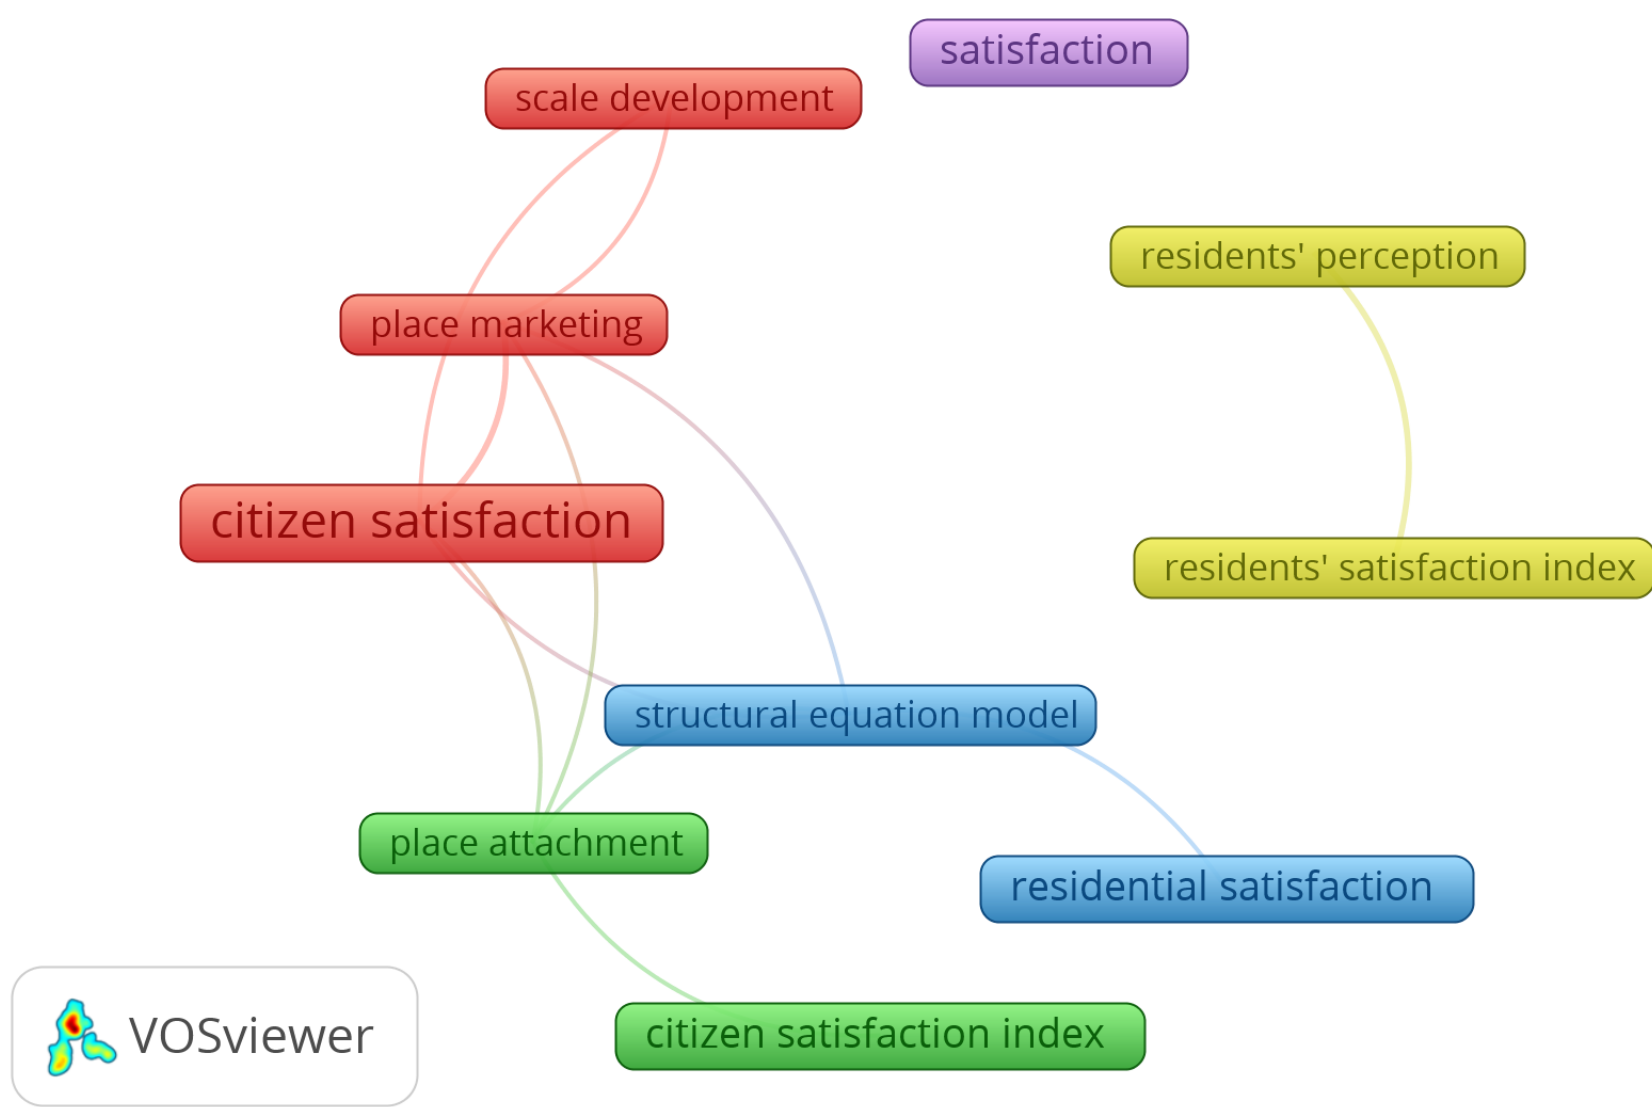 satisfaction
scale development
residents' perception
place marketing
citizen satisfaction
residents' satisfaction index
structural equation model
place attachment
residential satisfaction
citizen satisfaction index
VOSviewer